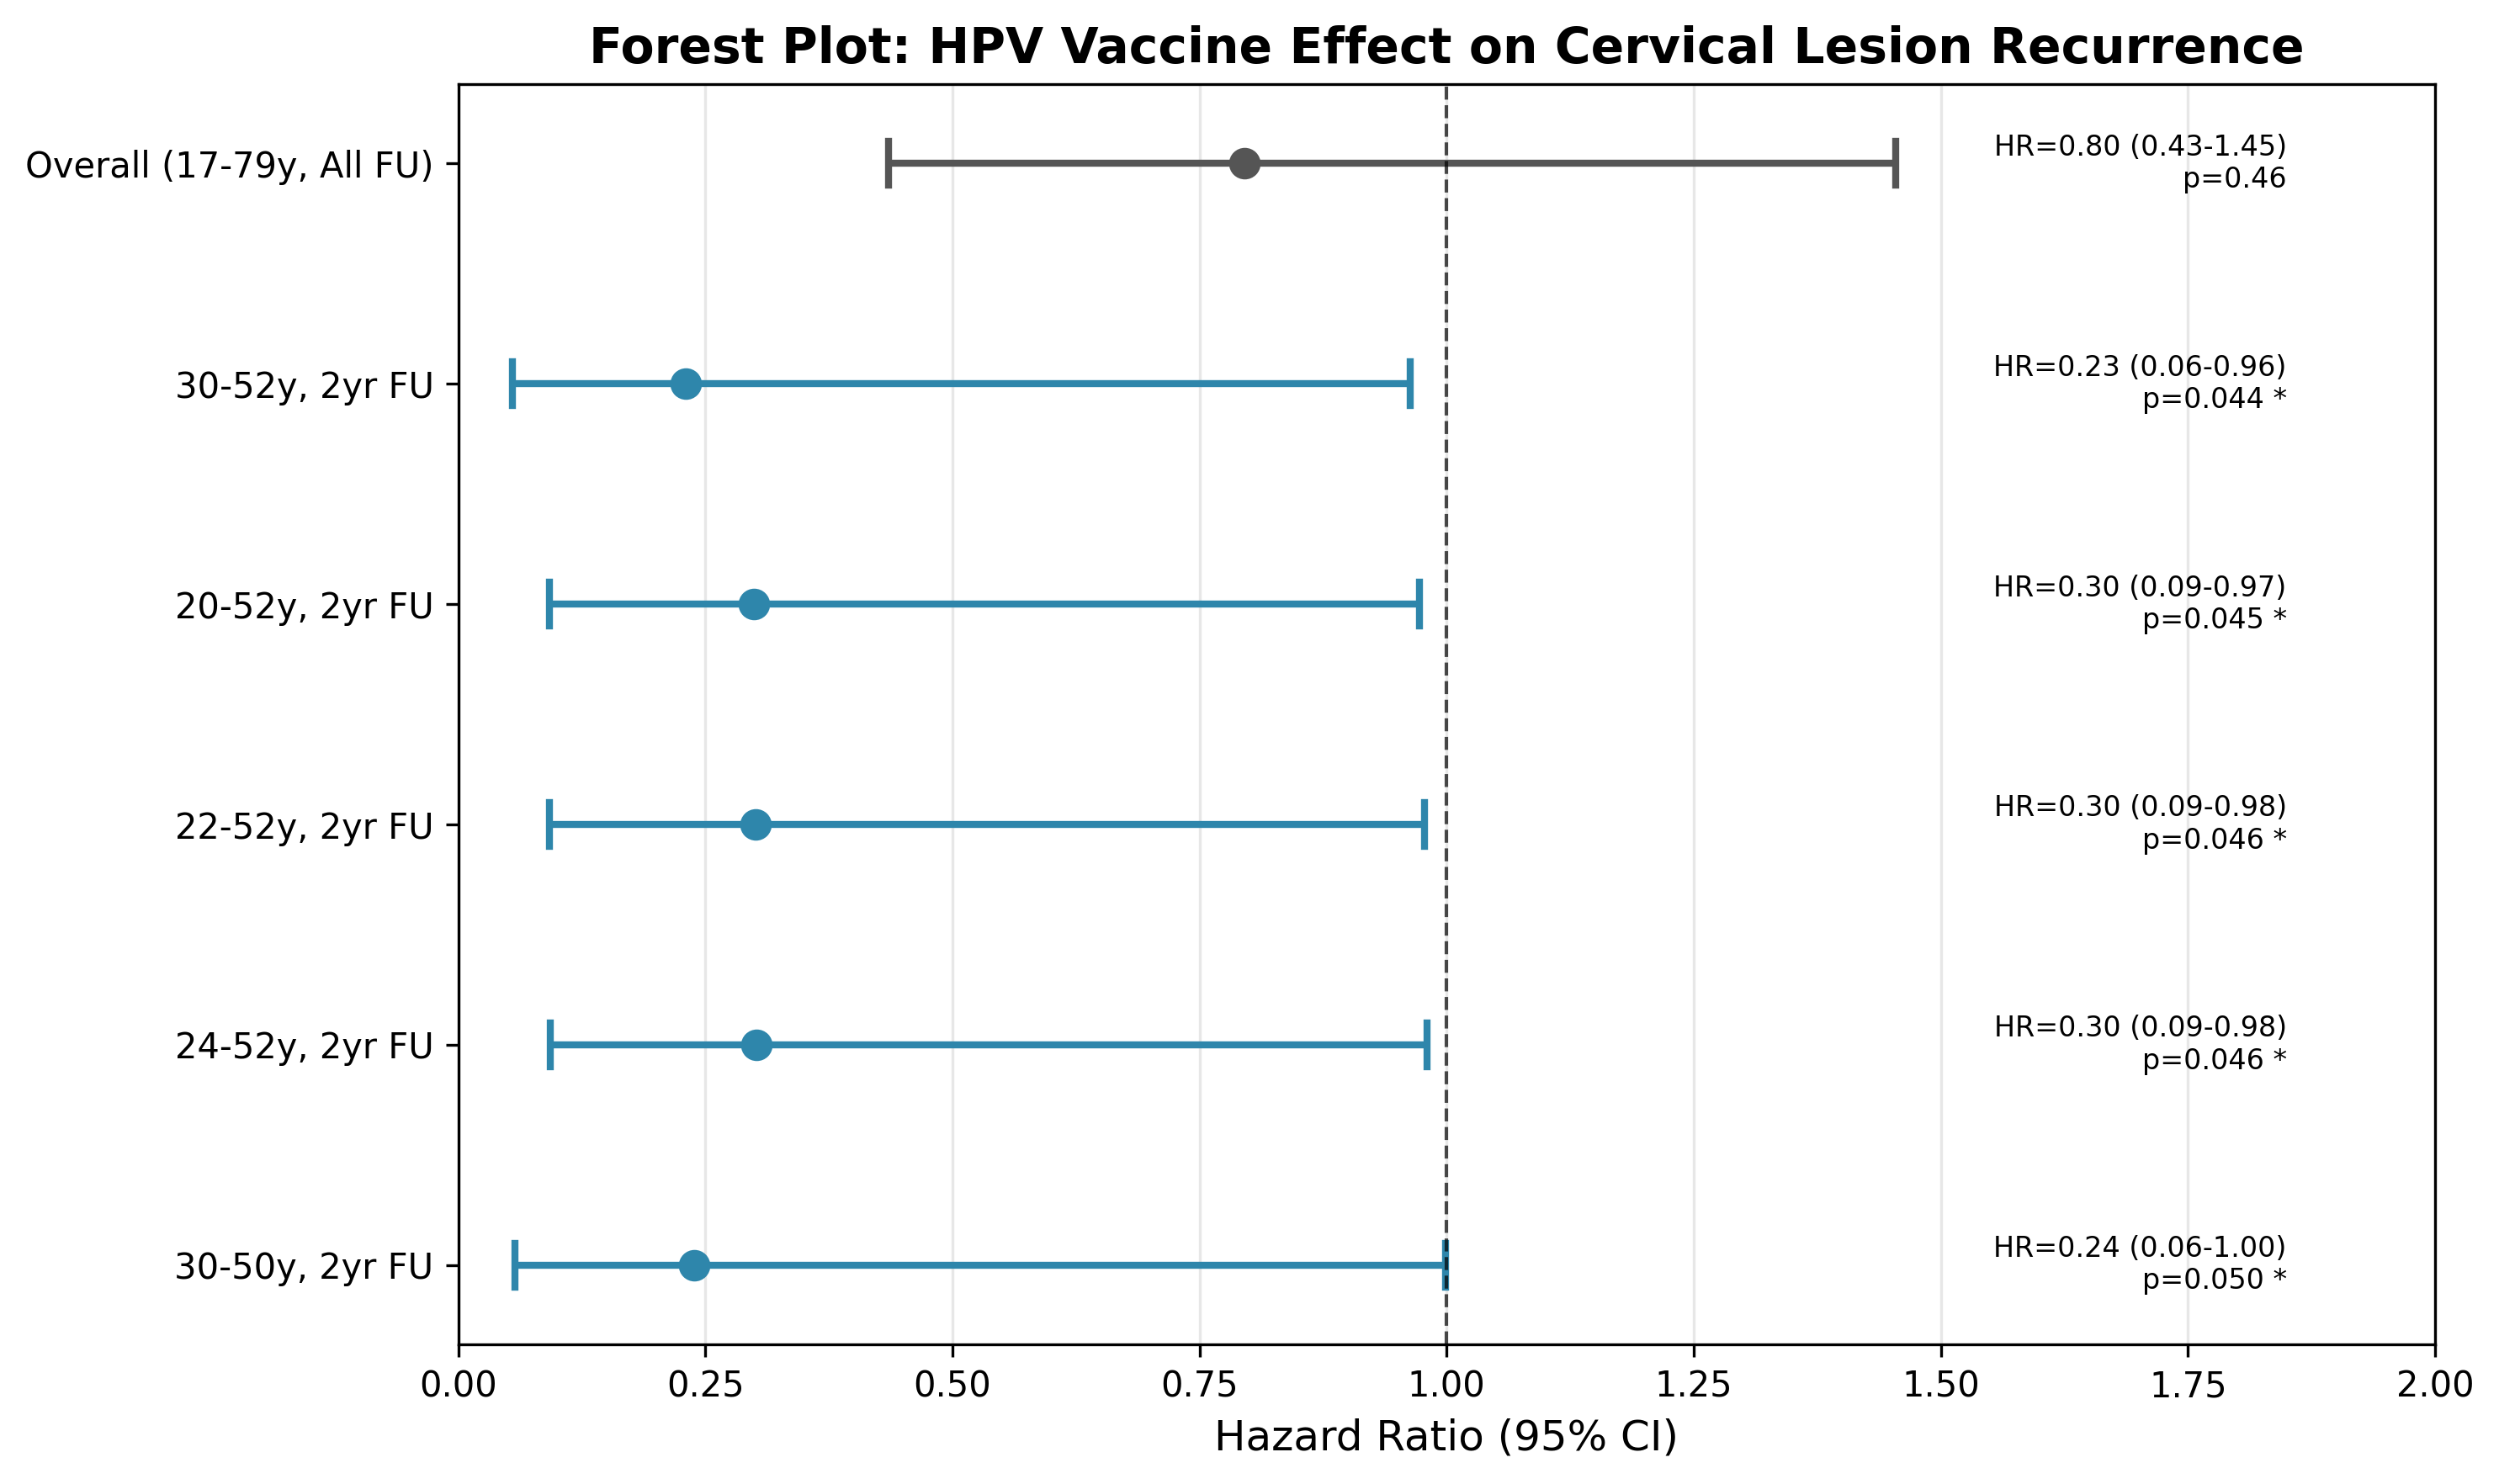 Forest Plot: HPV Vaccine Effect on Cervical Lesion Recurrence
Overall (17-79y, All FU)
HR=0.80 (0.43-1.45)
p=0.46
30-52y, 2yr FU
HR=0.23 (0.06-0.96)
p=0.044 *
20-52y, 2yr FU
HR=0.30 (0.09-0.97)
p=0.045 *
22-52y, 2yr FU
HR=0.30 (0.09-0.98)
p=0.046 *
24-52y, 2yr FU
HR=0.30 (0.09-0.98)
p=0.046 *
30-50y, 2yr FU
HR=0.24 (0.06-1.00)
p=0.050 *
0.00 0.25 0.50 0.75 1.00 1.25 1.50 1.75 2.00
Hazard Ratio (95% CI)